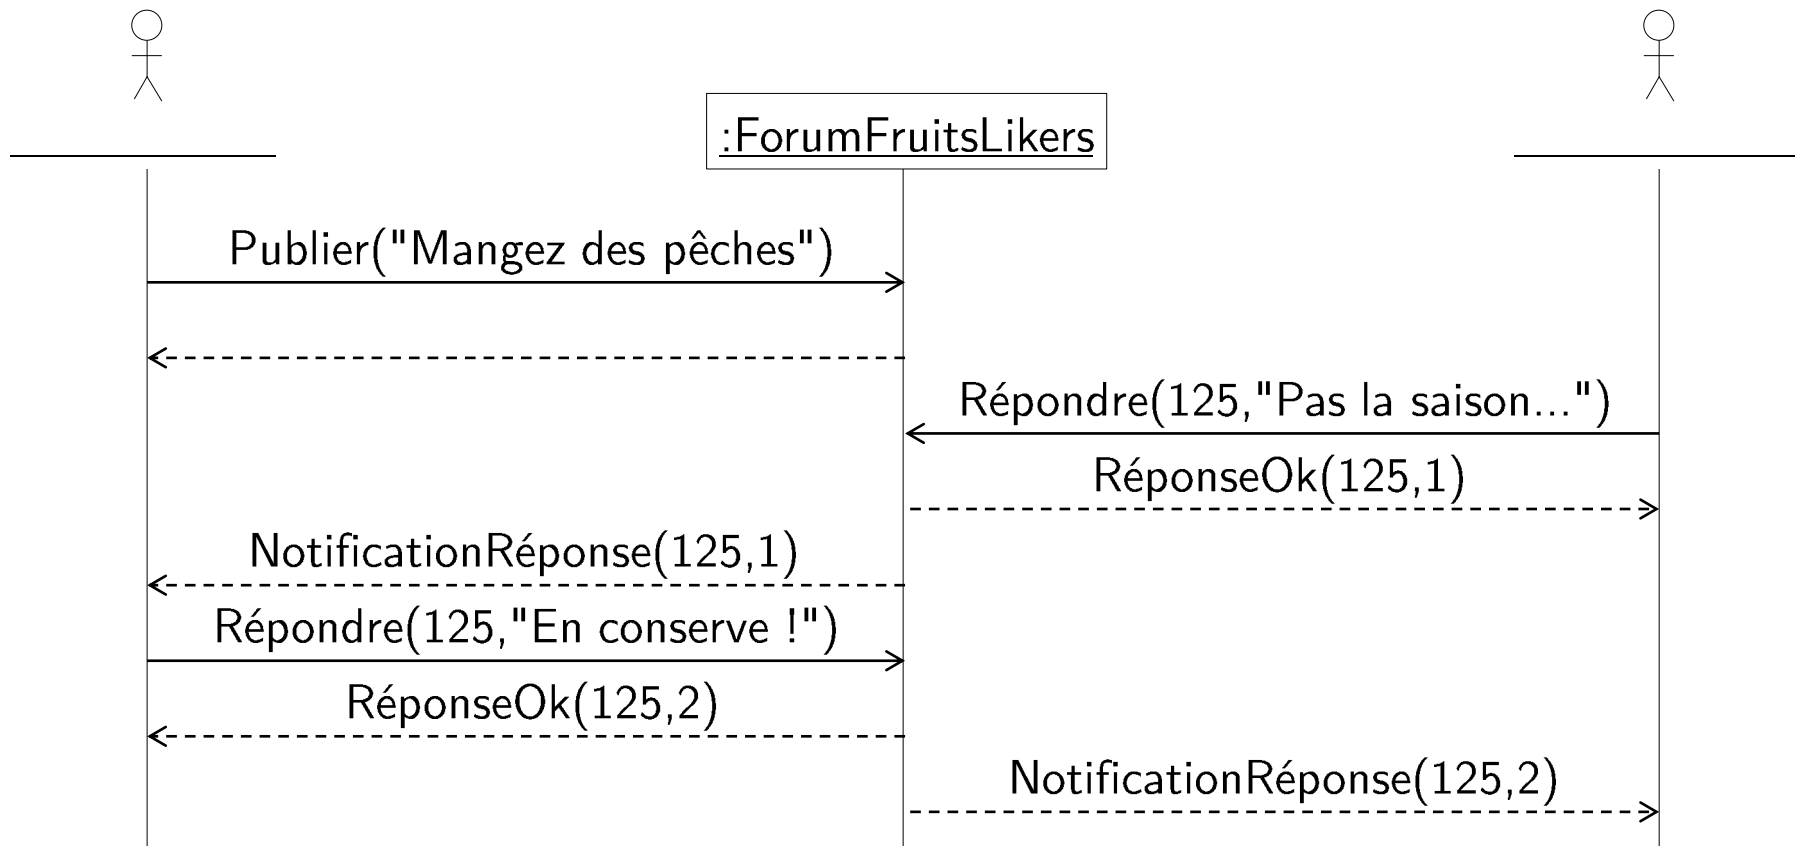 :ForumFruitsLikers
Publier("Mangez des pêches")
Répondre(125,"Pas la saison...")
RéponseOk(125,1)
NotificationRéponse(125,1)
Répondre(125,"En conserve !")
RéponseOk(125,2)
NotificationRéponse(125,2)